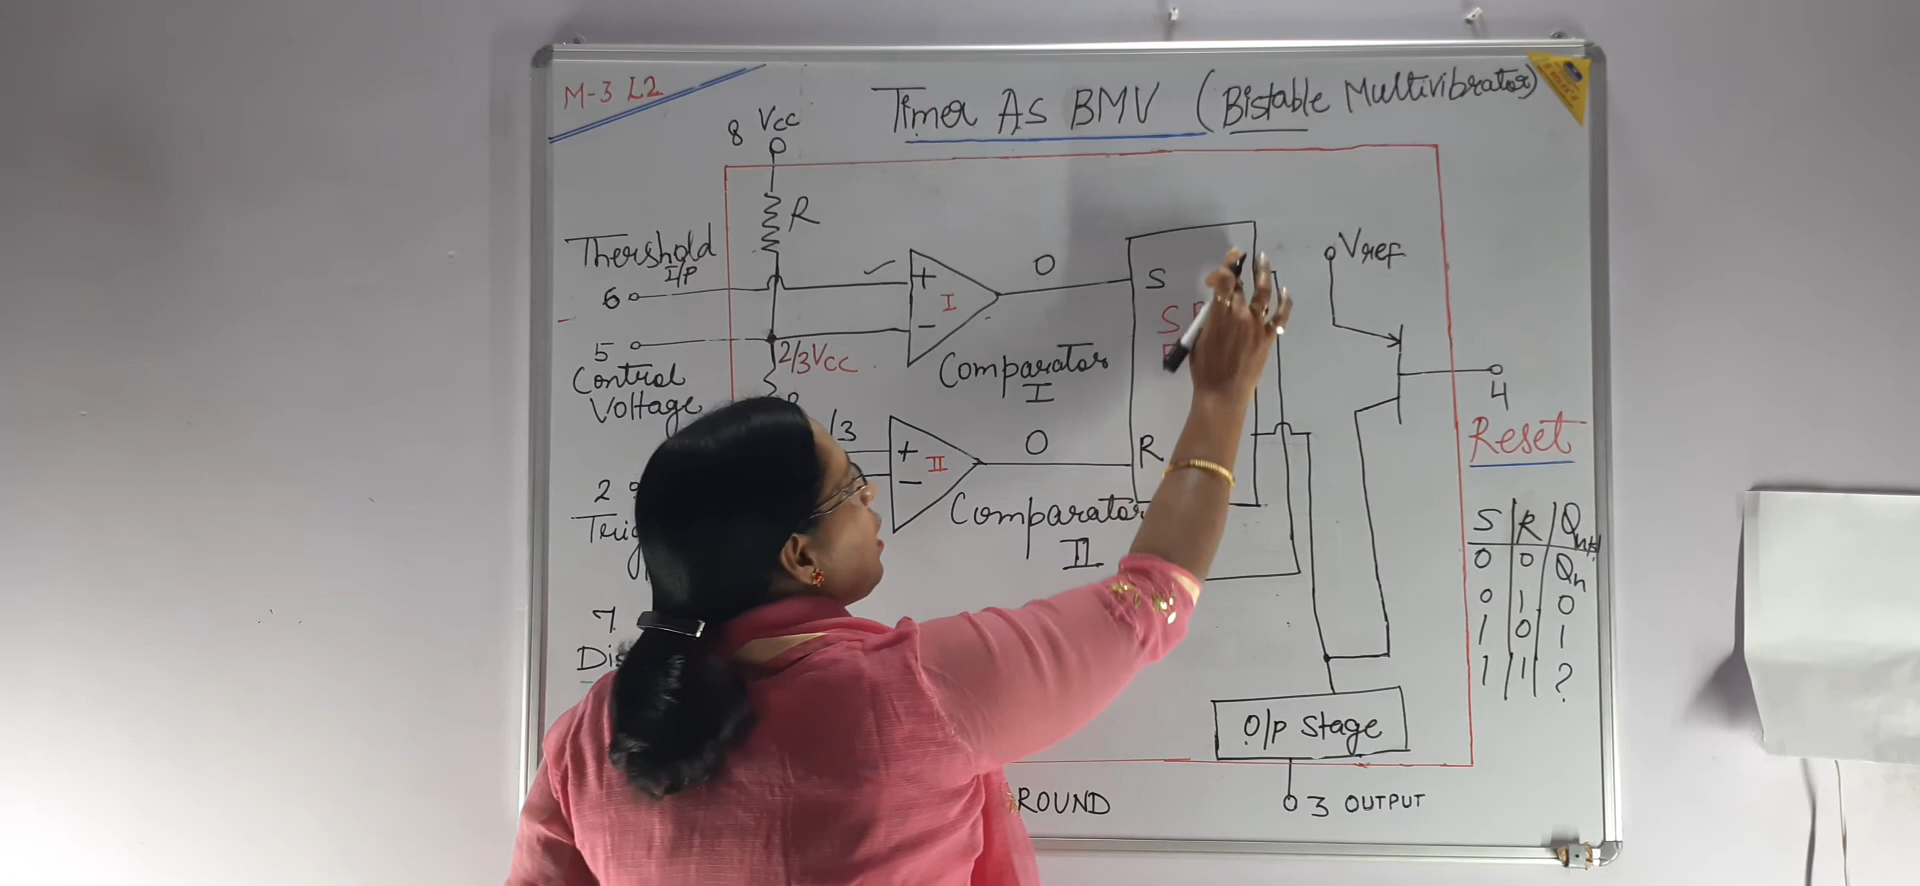 M-3 L2
Timer As BMV (Bistable Multivibrator)
8 Vcc
R
Thershold
I/P
6
+
I
-
0
S
S
Vref
5
2/3Vcc
Control
Voltage
Comparator
I
4
Reset
/3
+
II
-
0
R
2
Comparator
II
7
S R Qn+1
0 0 Qn
0 1 0
1 0 1
1 1 ?
O/p Stage
ROUND
3 OUTPUT